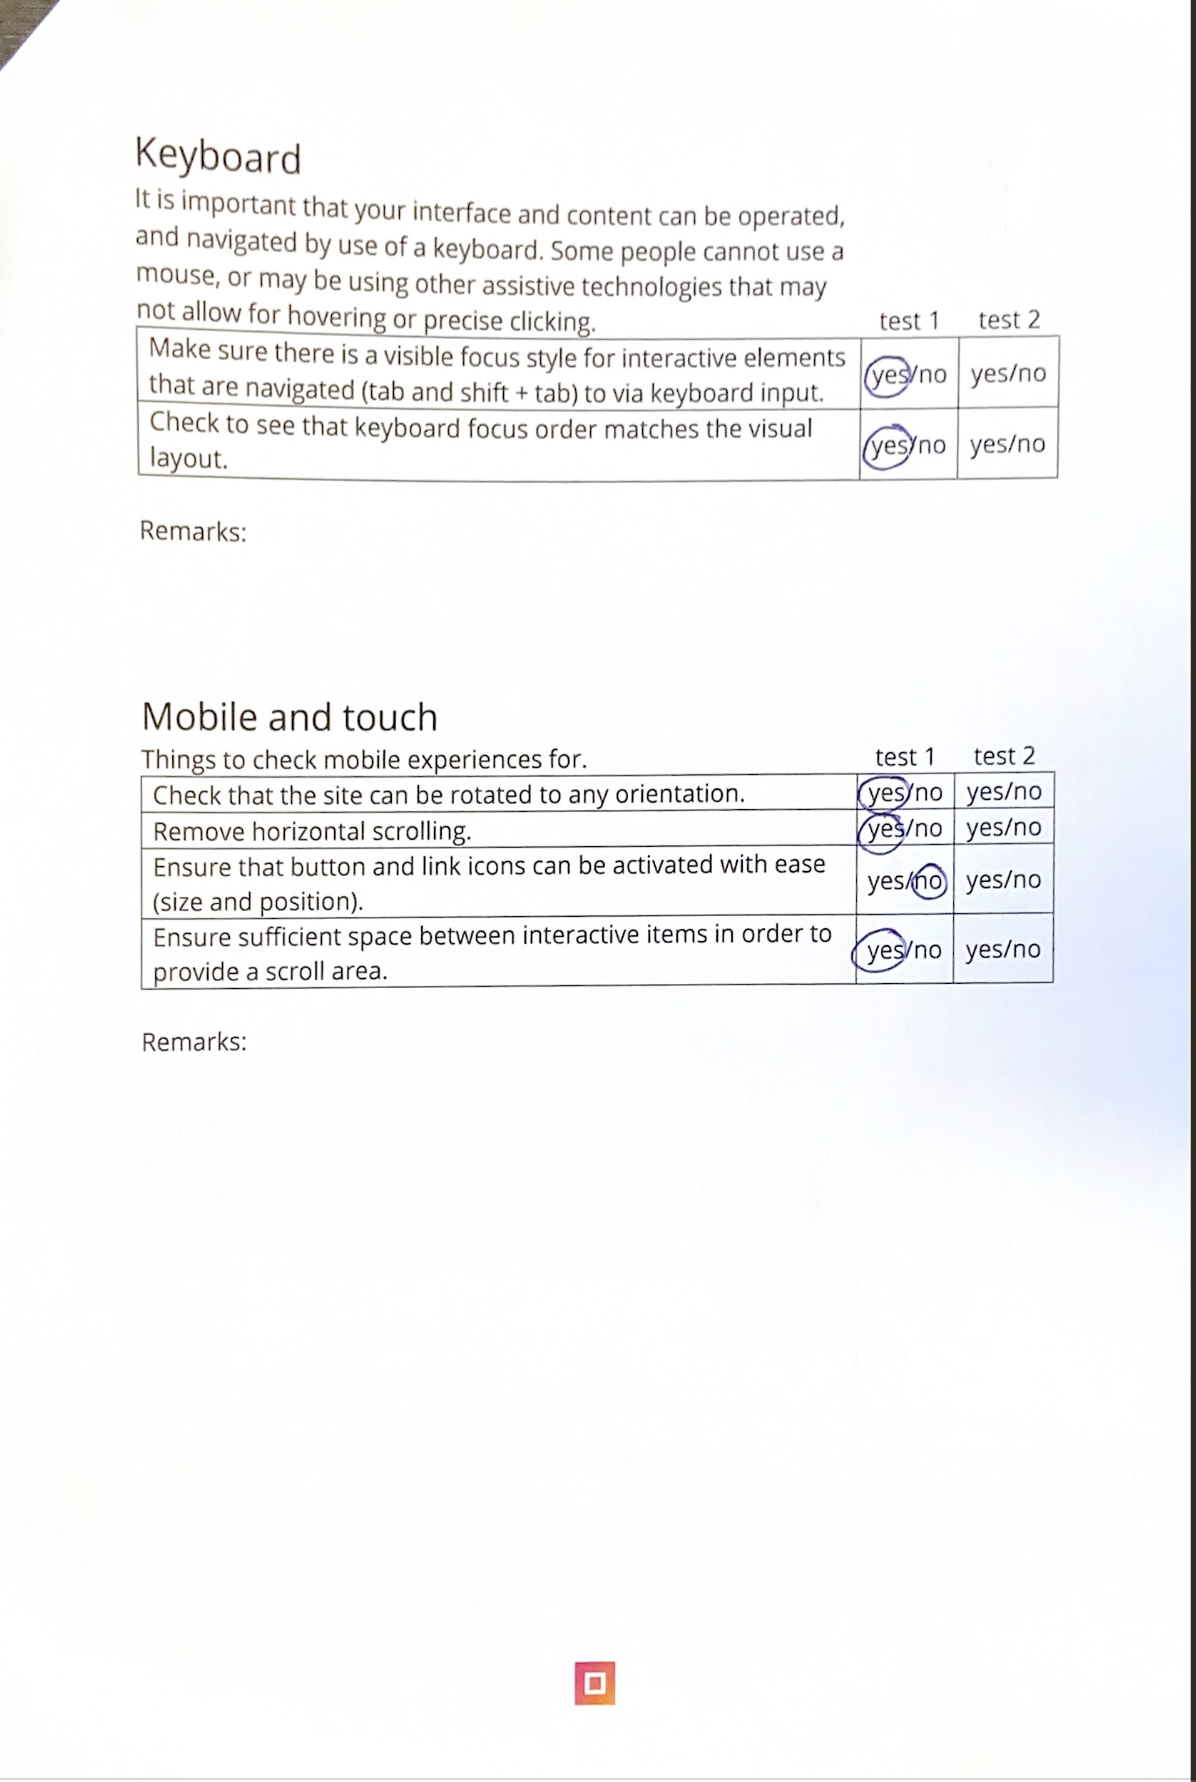 Keyboard
It is important that your interface and content can be operated,
and navigated by use of a keyboard. Some people cannot use a
mouse, or may be using other assistive technologies that may
not allow for hovering or precise clicking. test 1 test 2
Make sure there is a visible focus style for interactive elements
that are navigated (tab and shift + tab) to via keyboard input. yes/no yes/no
Check to see that keyboard focus order matches the visual
layout. yes/no yes/no
Remarks:
Mobile and touch
Things to check mobile experiences for. test 1 test 2
Check that the site can be rotated to any orientation. yes/no yes/no
Remove horizontal scrolling. yes/no yes/no
Ensure that button and link icons can be activated with ease
(size and position). yes/no yes/no
Ensure sufficient space between interactive items in order to
provide a scroll area. yes/no yes/no
Remarks: